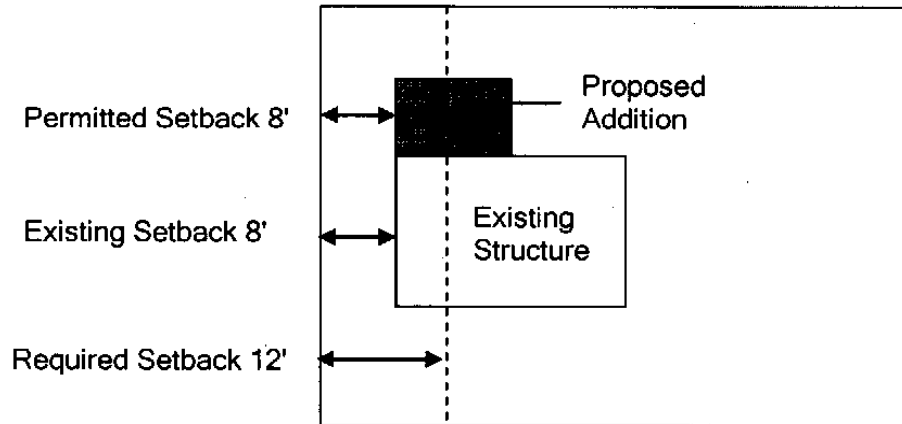 Proposed
Addition
Permitted Setback 8'
Existing
Structure
Existing Setback 8'
Required Setback 12'